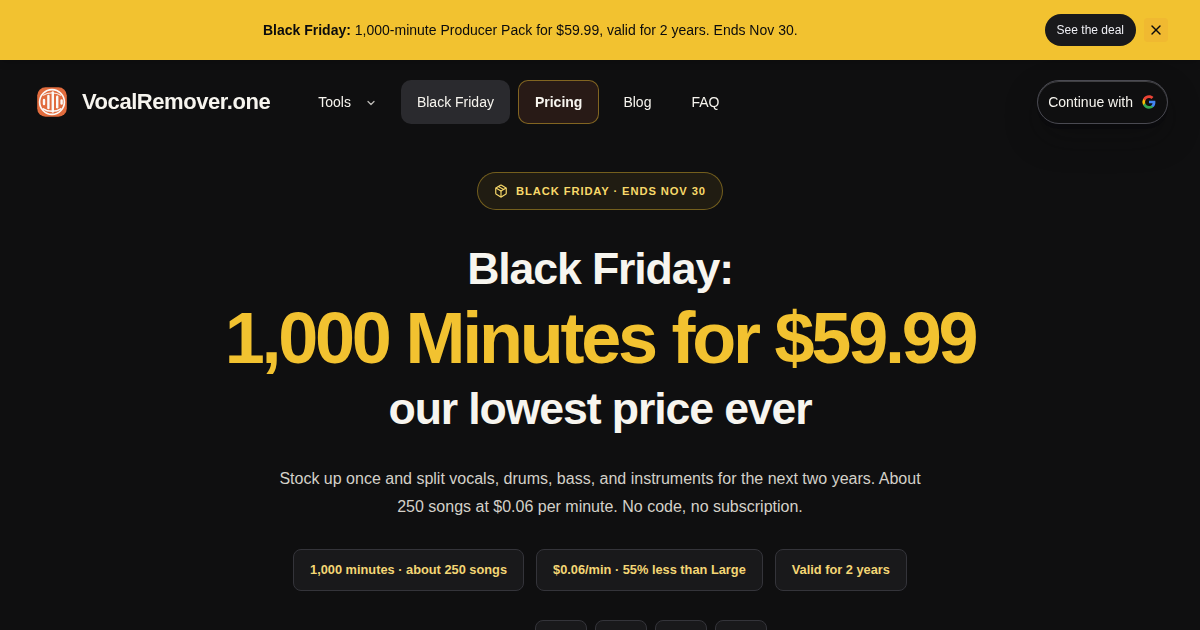 Black Friday: 1,000-minute Producer Pack for $59.99, valid for 2 years. Ends Nov 30.
See the deal
VocalRemover.one
Tools
Black Friday
Pricing
Blog
FAQ
Continue with
BLACK FRIDAY · ENDS NOV 30
Black Friday:
1,000 Minutes for $59.99
our lowest price ever
Stock up once and split vocals, drums, bass, and instruments for the next two years. About
250 songs at $0.06 per minute. No code, no subscription.
1,000 minutes · about 250 songs
$0.06/min · 55% less than Large
Valid for 2 years